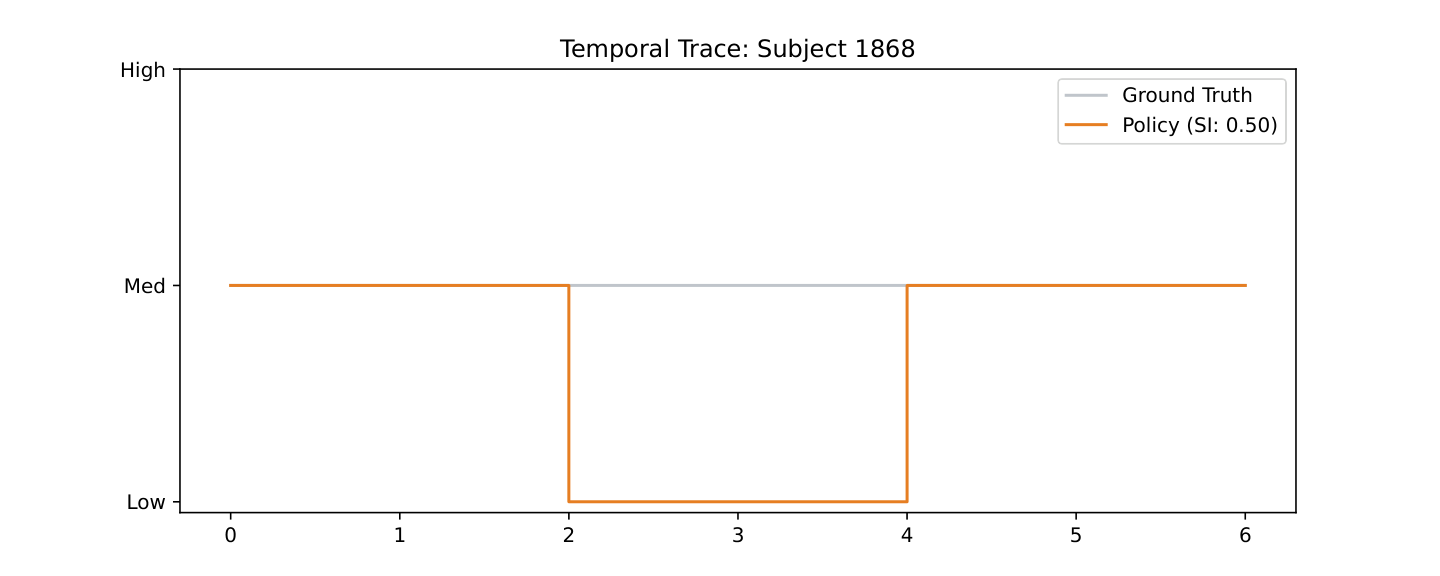 Temporal Trace: Subject 1868
High
Med
Low
Ground Truth
Policy (SI: 0.50)
0 1 2 3 4 5 6